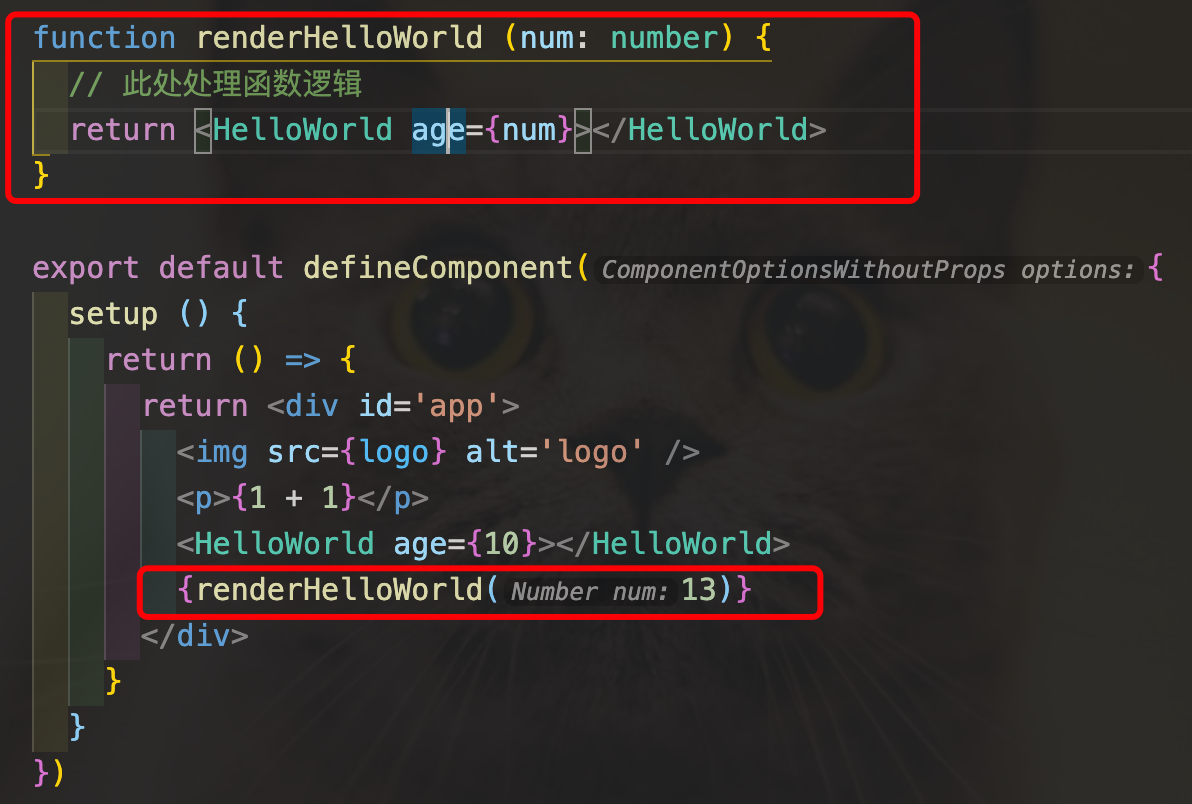 function renderHelloWorld (num: number) {
  // 此处处理函数逻辑
  return <HelloWorld age={num}></HelloWorld>
}
export default defineComponent(ComponentOptionsWithoutProps options:{
  setup () {
    return () => {
      return <div id='app'>
        <img src={logo} alt='logo' />
        <p>{1 + 1}</p>
        <HelloWorld age={10}></HelloWorld>
        {renderHelloWorld(Number num:13)}
      </div>
    }
  }
})